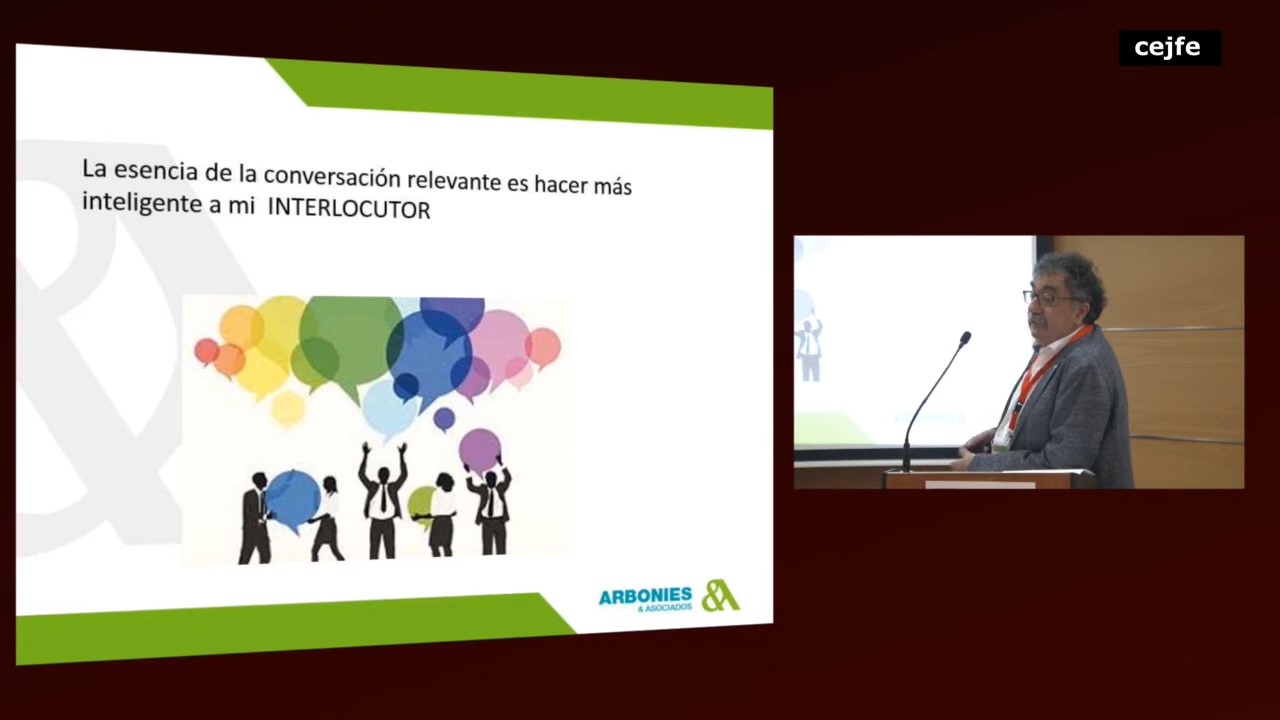 cejfe
La esencia de la conversación relevante es hacer más
inteligente a mi INTERLOCUTOR
ARBONIES
& ASOCIADOS